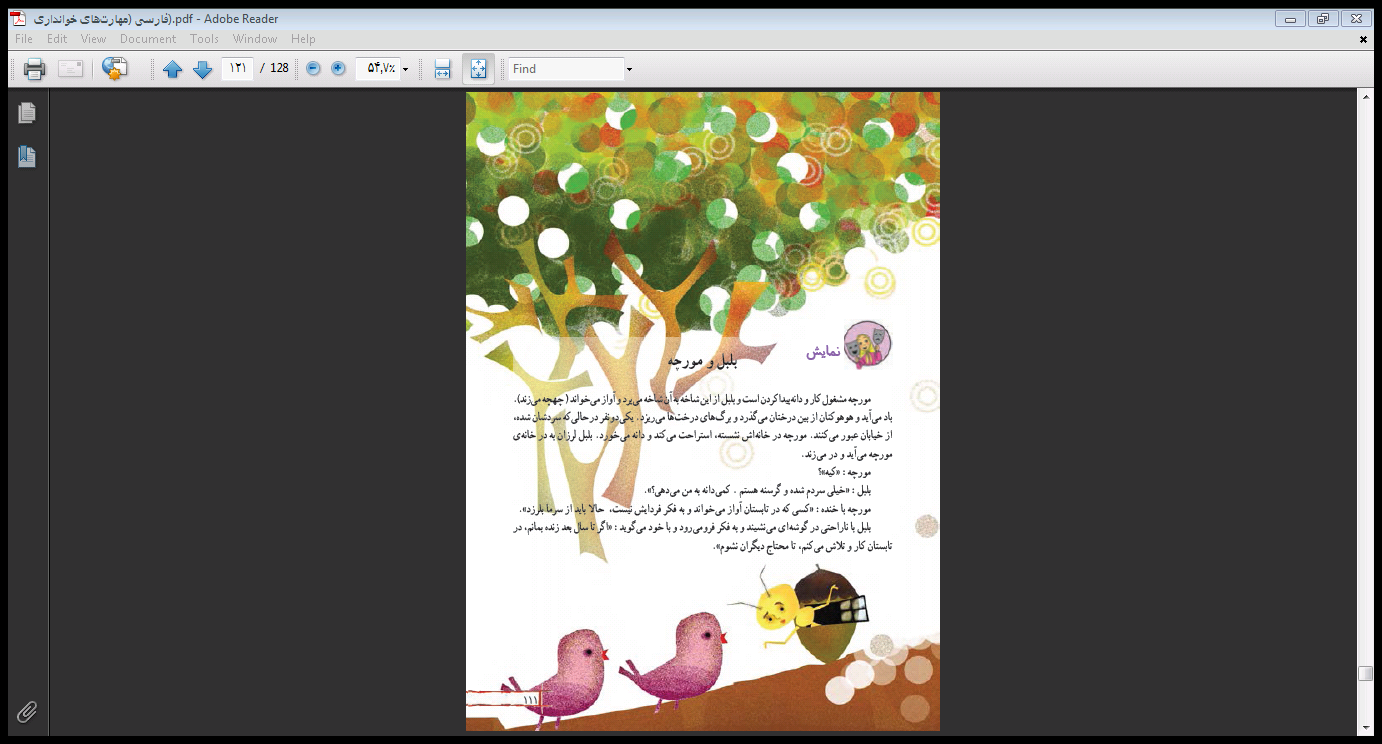 فارسی (مهارت‌های خوانداری).pdf - Adobe Reader
File Edit View Document Tools Window Help
۱۲۱ / 128 ۵۴,۷٪ Find
نمایش
بلبل و مورچه
مورچه مشغول کار و دانه پیدا کردن است و بلبل از این شاخه به آن شاخه می‌پرد و آواز می‌خواند ( چهچه می‌زند).
باد می‌آید و هوهوکنان از بین درختان می‌گذرد و برگ‌های درخت‌ها می‌ریزد. یکی‌دو نفر در حالی‌که سردشان شده،
از خیابان عبور می‌کنند. مورچه در خانه‌اش نشسته، استراحت می‌کند و دانه می‌خورد. بلبل لرزان به در خانه‌ی
مورچه می‌آید و در می‌زند.
مورچه : «کیه»؟
بلبل : «خیلی سردم شده و گرسنه هستم . کمی‌دانه به من می‌دهی؟».
مورچه با خنده : «کسی که در تابستان آواز می‌خواند و به فکر فردایش نیست، حالا باید از سرما بلرزد».
بلبل با ناراحتی در گوشه‌ای می‌نشیند و به فکر فرومی‌رود و با خود می‌گوید : «اگر تا سال بعد زنده بمانم، در
تابستان کار و تلاش می‌کنم، تا محتاج دیگران نشوم».
۱۱۱